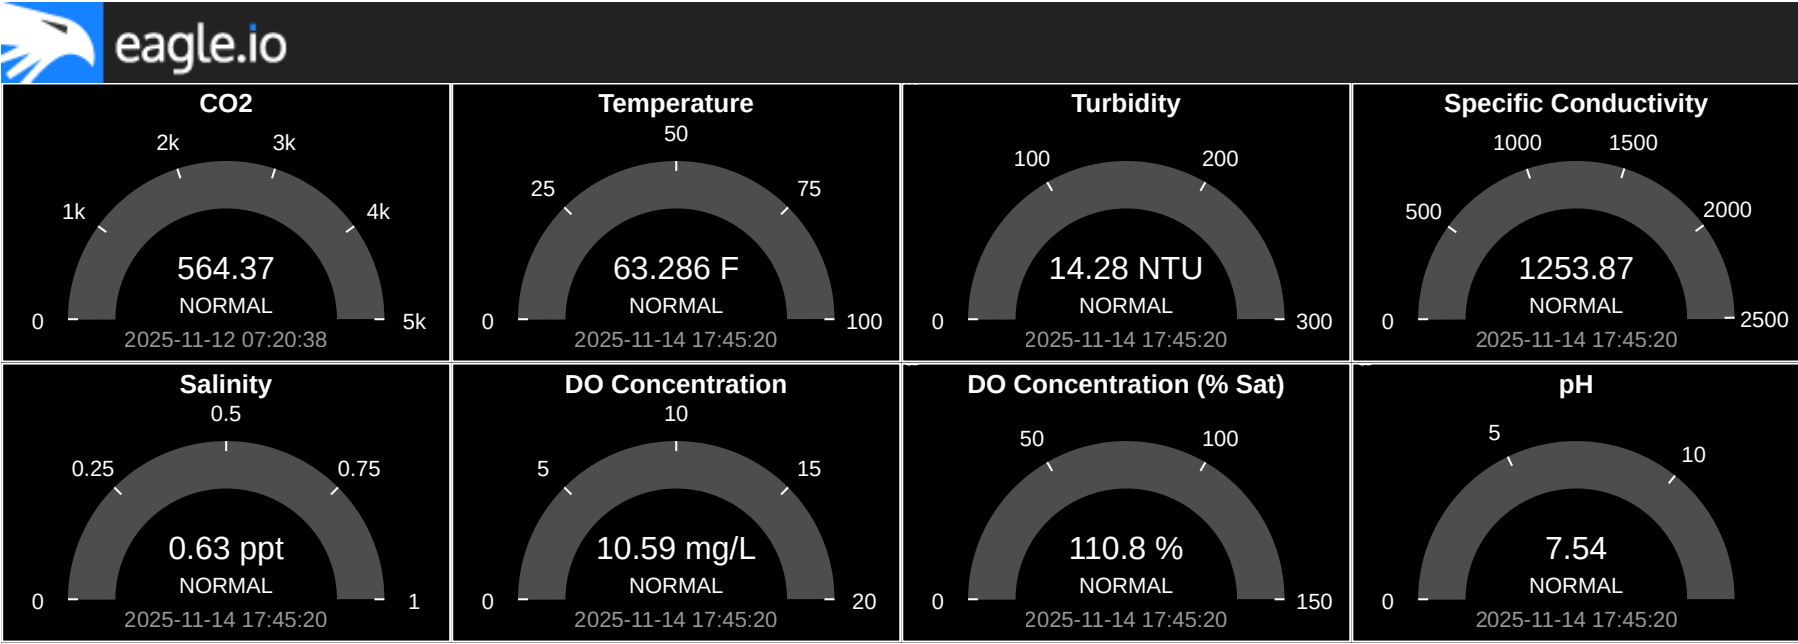 eagle.io
CO2
2k
3k
1k
4k
564.37
NORMAL
0
5k
2025-11-12 07:20:38
Temperature
50
25
75
63.286 F
NORMAL
0
100
2025-11-14 17:45:20
Turbidity
100
200
14.28 NTU
NORMAL
0
300
2025-11-14 17:45:20
Specific Conductivity
1000
1500
500
2000
1253.87
NORMAL
0
2500
2025-11-14 17:45:20
Salinity
0.5
0.25
0.75
0.63 ppt
NORMAL
0
1
2025-11-14 17:45:20
DO Concentration
10
5
15
10.59 mg/L
NORMAL
0
20
2025-11-14 17:45:20
DO Concentration (% Sat)
50
100
110.8 %
NORMAL
0
150
2025-11-14 17:45:20
pH
5
10
7.54
NORMAL
0
2025-11-14 17:45:20